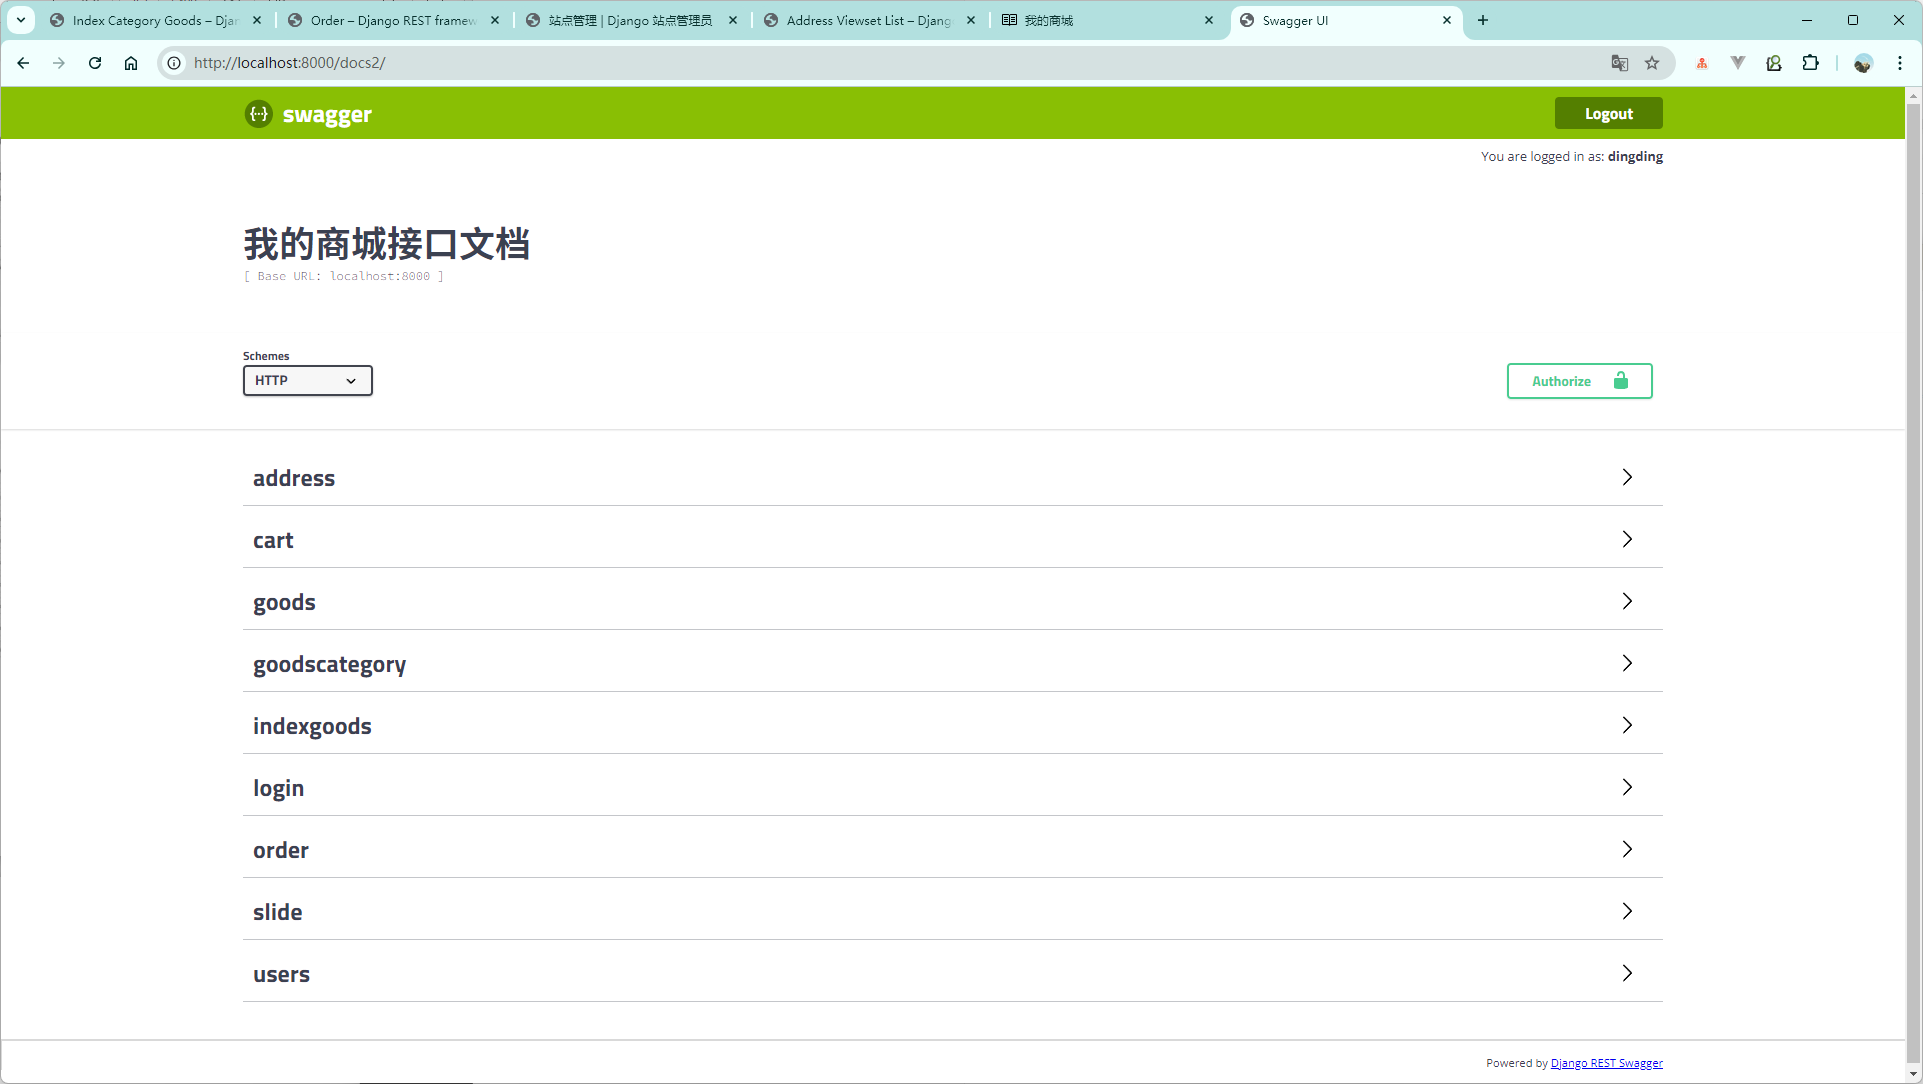 Index Category Goods – Djan
Order – Django REST framew
站点管理 | Django 站点管理员
Address Viewset List – Djang
我的商城
Swagger UI
http://localhost:8000/docs2/
swagger
Logout
You are logged in as: dingding
我的商城接口文档
[ Base URL: localhost:8000 ]
Schemes
HTTP
Authorize
address
cart
goods
goodscategory
indexgoods
login
order
slide
users
Powered by Django REST Swagger